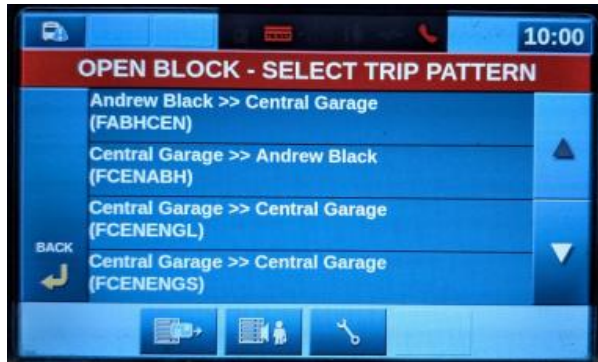 10:00
OPEN BLOCK - SELECT TRIP PATTERN
Andrew Black >> Central Garage
(FABHCEN)
Central Garage >> Andrew Black
(FCENABH)
Central Garage >> Central Garage
(FCENENGL)
Central Garage >> Central Garage
(FCENENGS)
BACK